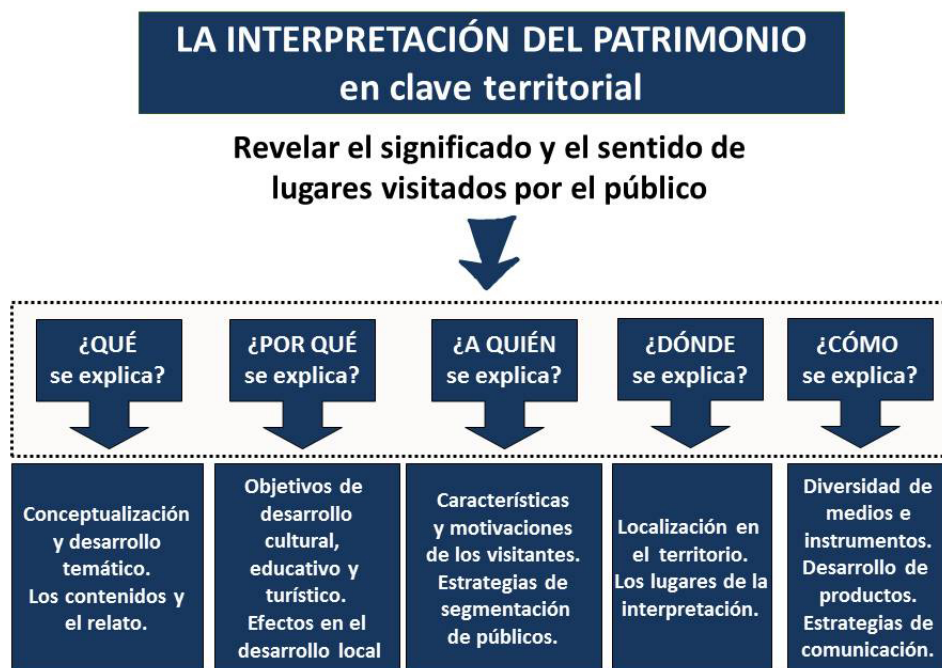 LA INTERPRETACIÓN DEL PATRIMONIO
en clave territorial
Revelar el significado y el sentido de
lugares visitados por el público
¿QUÉ
se explica?
¿POR QUÉ
se explica?
¿A QUIÉN
se explica?
¿DÓNDE
se explica?
¿CÓMO
se explica?
Conceptualización
y desarrollo
temático.
Los contenidos y
el relato.
Objetivos de
desarrollo
cultural,
educativo y
turístico.
Efectos en el
desarrollo local
Características
y motivaciones
de los visitantes.
Estrategias de
segmentación
de públicos.
Localización en
el territorio.
Los lugares de la
interpretación.
Diversidad de
medios e
instrumentos.
Desarrollo de
productos.
Estrategias de
comunicación.